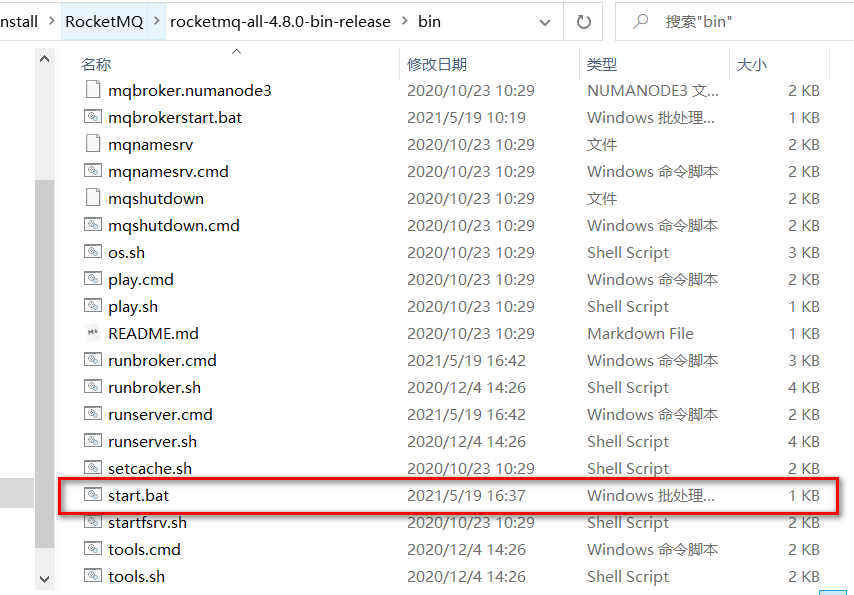 nstall > RocketMQ > rocketmq-all-4.8.0-bin-release > bin 搜索"bin"
名称 修改日期 类型 大小
mqbroker.numanode3 2020/10/23 10:29 NUMANODE3 文... 2 KB
mqbrokerstart.bat 2021/5/19 10:19 Windows 批处理... 1 KB
mqnamesrv 2020/10/23 10:29 文件 2 KB
mqnamesrv.cmd 2020/10/23 10:29 Windows 命令脚本 2 KB
mqshutdown 2020/10/23 10:29 文件 2 KB
mqshutdown.cmd 2020/10/23 10:29 Windows 命令脚本 2 KB
os.sh 2020/10/23 10:29 Shell Script 3 KB
play.cmd 2020/10/23 10:29 Windows 命令脚本 2 KB
play.sh 2020/10/23 10:29 Shell Script 1 KB
README.md 2020/10/23 10:29 Markdown File 1 KB
runbroker.cmd 2021/5/19 16:42 Windows 命令脚本 3 KB
runbroker.sh 2020/12/4 14:26 Shell Script 4 KB
runserver.cmd 2021/5/19 16:42 Windows 命令脚本 2 KB
runserver.sh 2020/12/4 14:26 Shell Script 4 KB
setcache.sh 2020/10/23 10:29 Shell Script 2 KB
start.bat 2021/5/19 16:37 Windows 批处理... 1 KB
startfsrv.sh 2020/10/23 10:29 Shell Script 2 KB
tools.cmd 2020/12/4 14:26 Windows 命令脚本 2 KB
tools.sh 2020/12/4 14:26 Shell Script 2 KB